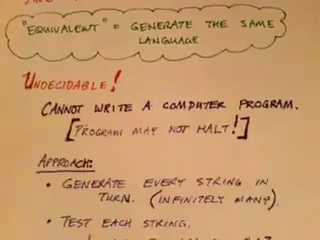 "EQUIVALENT" = GENERATE THE SAME
LANGUAGE
UNDECIDABLE!
CANNOT WRITE A COMPUTER PROGRAM.
[PROGRAM MAY NOT HALT!]
APPROACH:
• GENERATE EVERY STRING IN
TURN. (INFINITELY MANY).
• TEST EACH STRING.